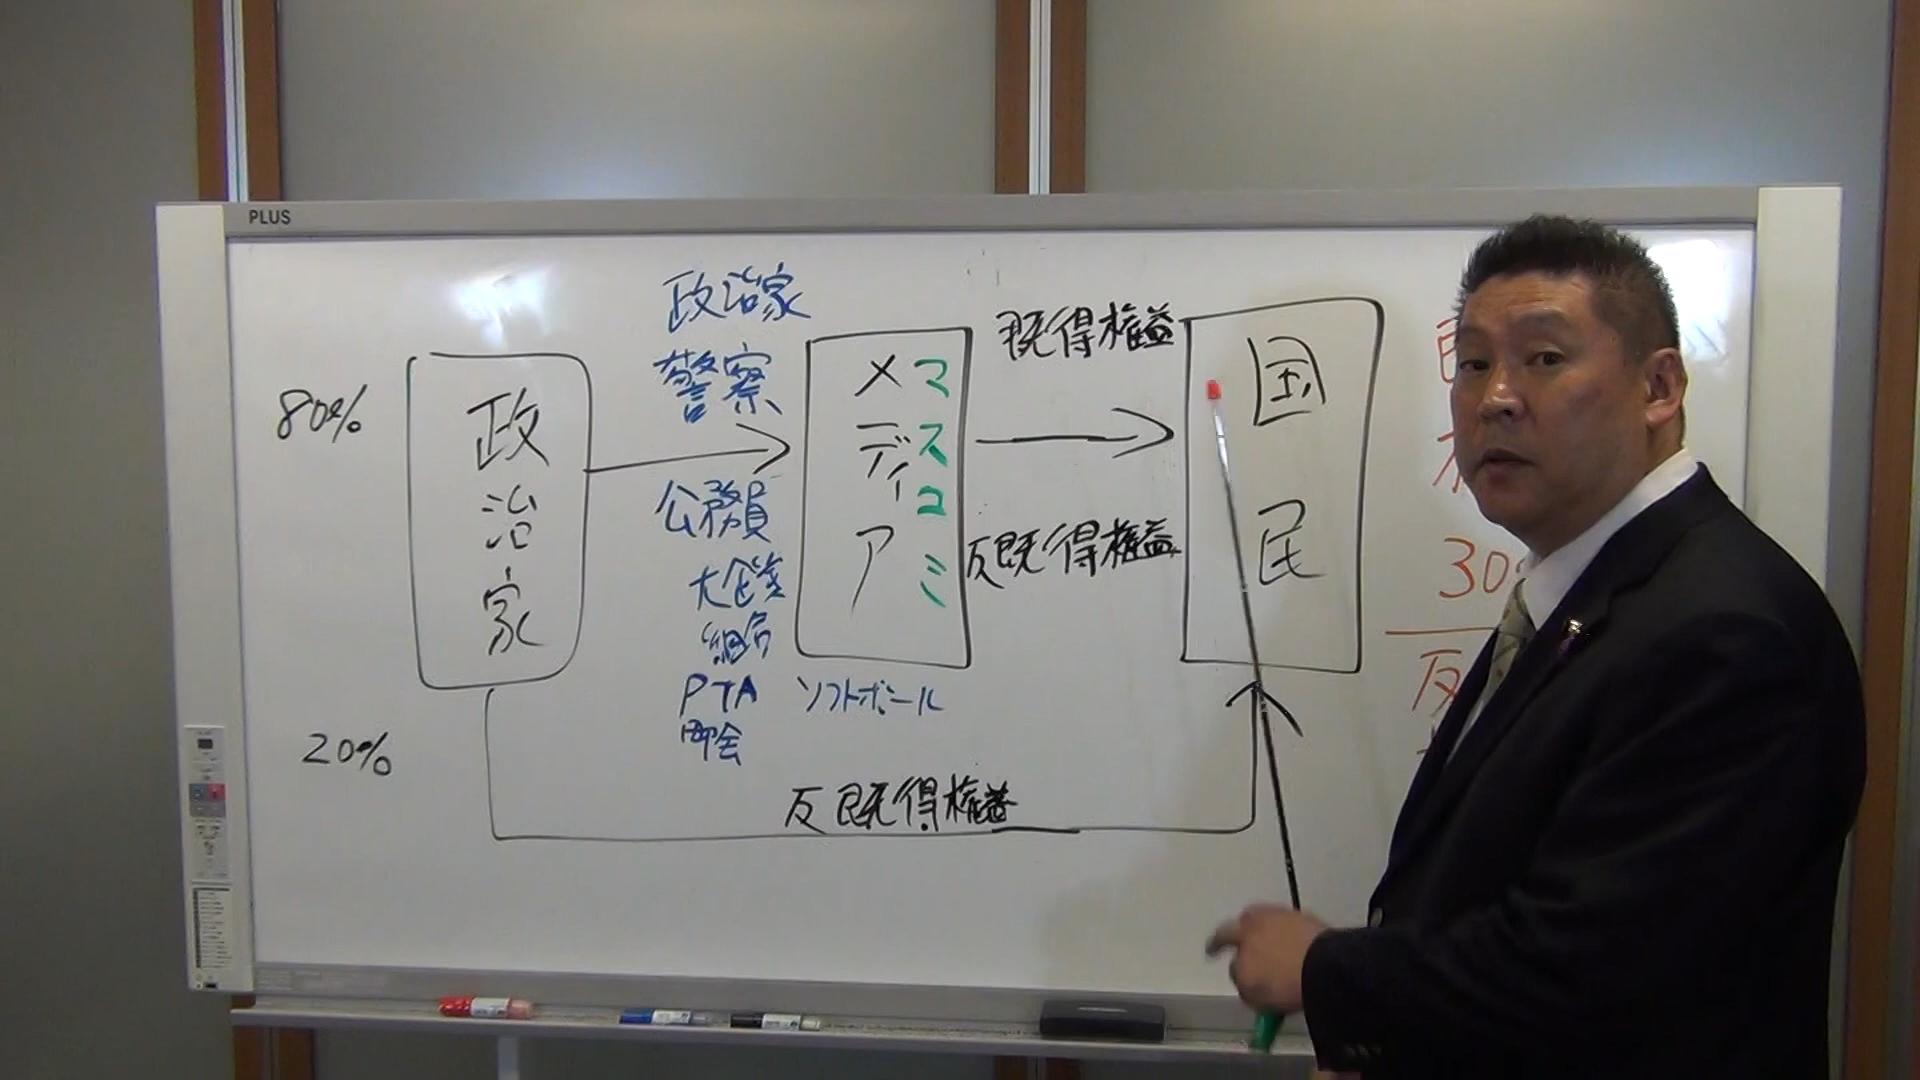 PLUS
80%
20%
政治家
政治家
警察
公務員
大企業
組合
PTA
町会
メディア
マスコミ
ソフトボール
既得権益
反既得権益
国民
反既得権益
30
反